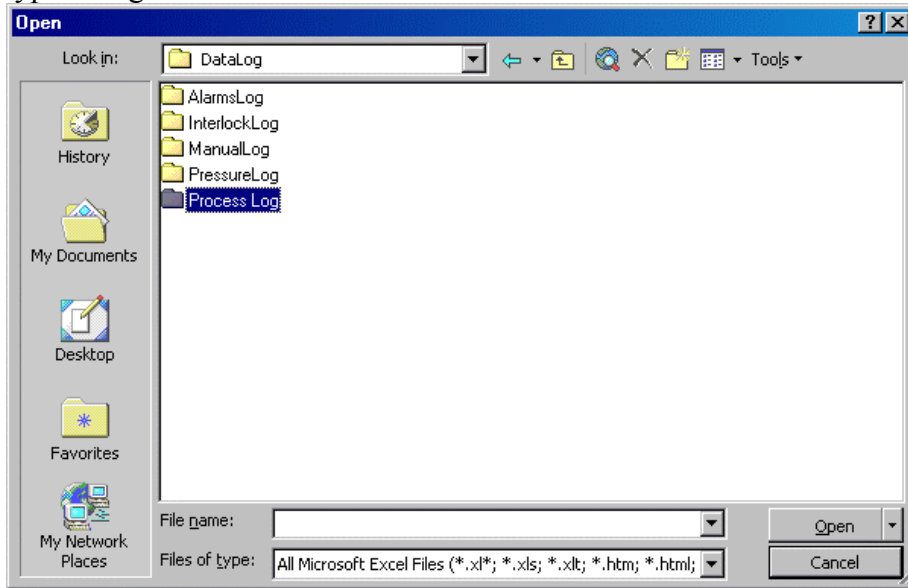 Open
Look in:
DataLog
Tools
AlarmsLog
InterlockLog
ManualLog
PressureLog
Process Log
History
My Documents
Desktop
Favorites
My Network
Places
File name:
Open
Files of type:
All Microsoft Excel Files (*.xl*; *.xls; *.xlt; *.htm; *.html;
Cancel